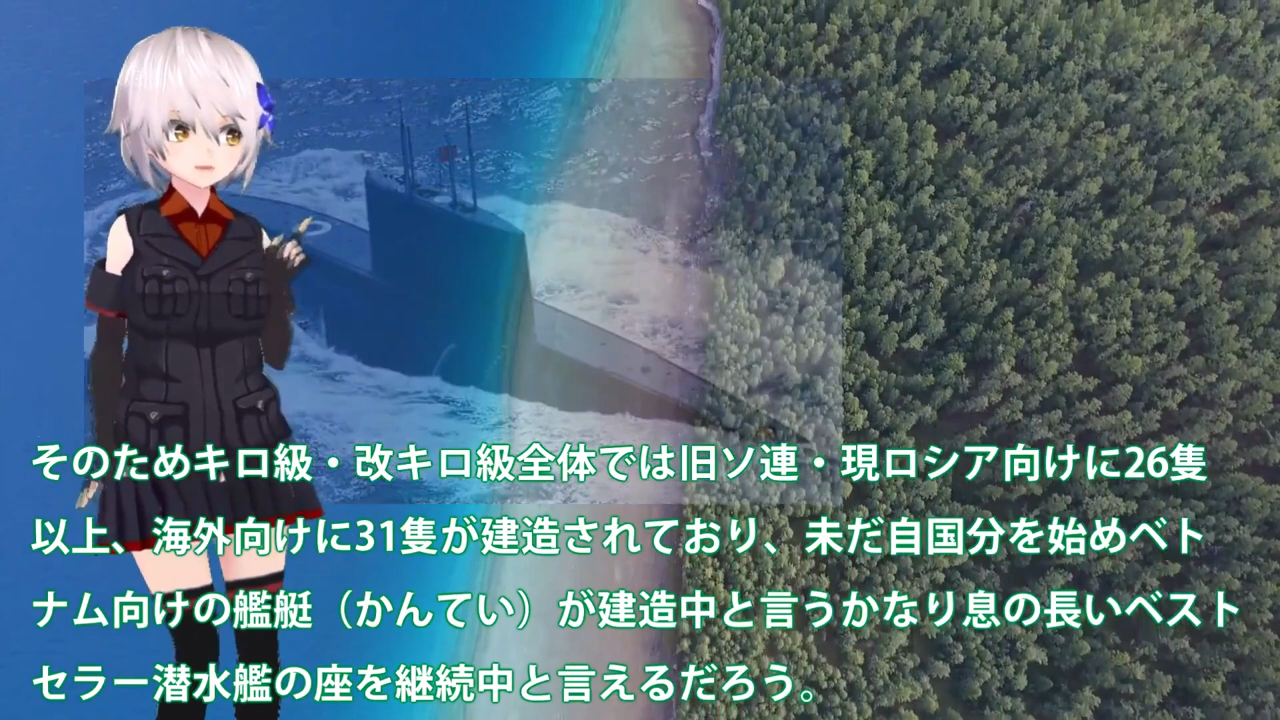 そのためキロ級・改キロ級全体では旧ソ連・現ロシア向けに26隻
以上、海外向けに31隻が建造されており、未だ自国分を始めベト
ナム向けの艦艇（かんてい）が建造中と言うかなり息の長いベスト
セラー潜水艦の座を継続中と言えるだろう。